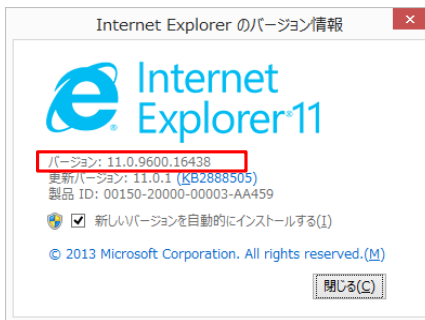 Internet Explorer のバージョン情報
Internet
Explorer 11
バージョン: 11.0.9600.16438
更新バージョン: 11.0.1 (KB2888505)
製品 ID: 00150-20000-00003-AA459
新しいバージョンを自動的にインストールする(I)
© 2013 Microsoft Corporation. All rights reserved.(M)
閉じる(C)